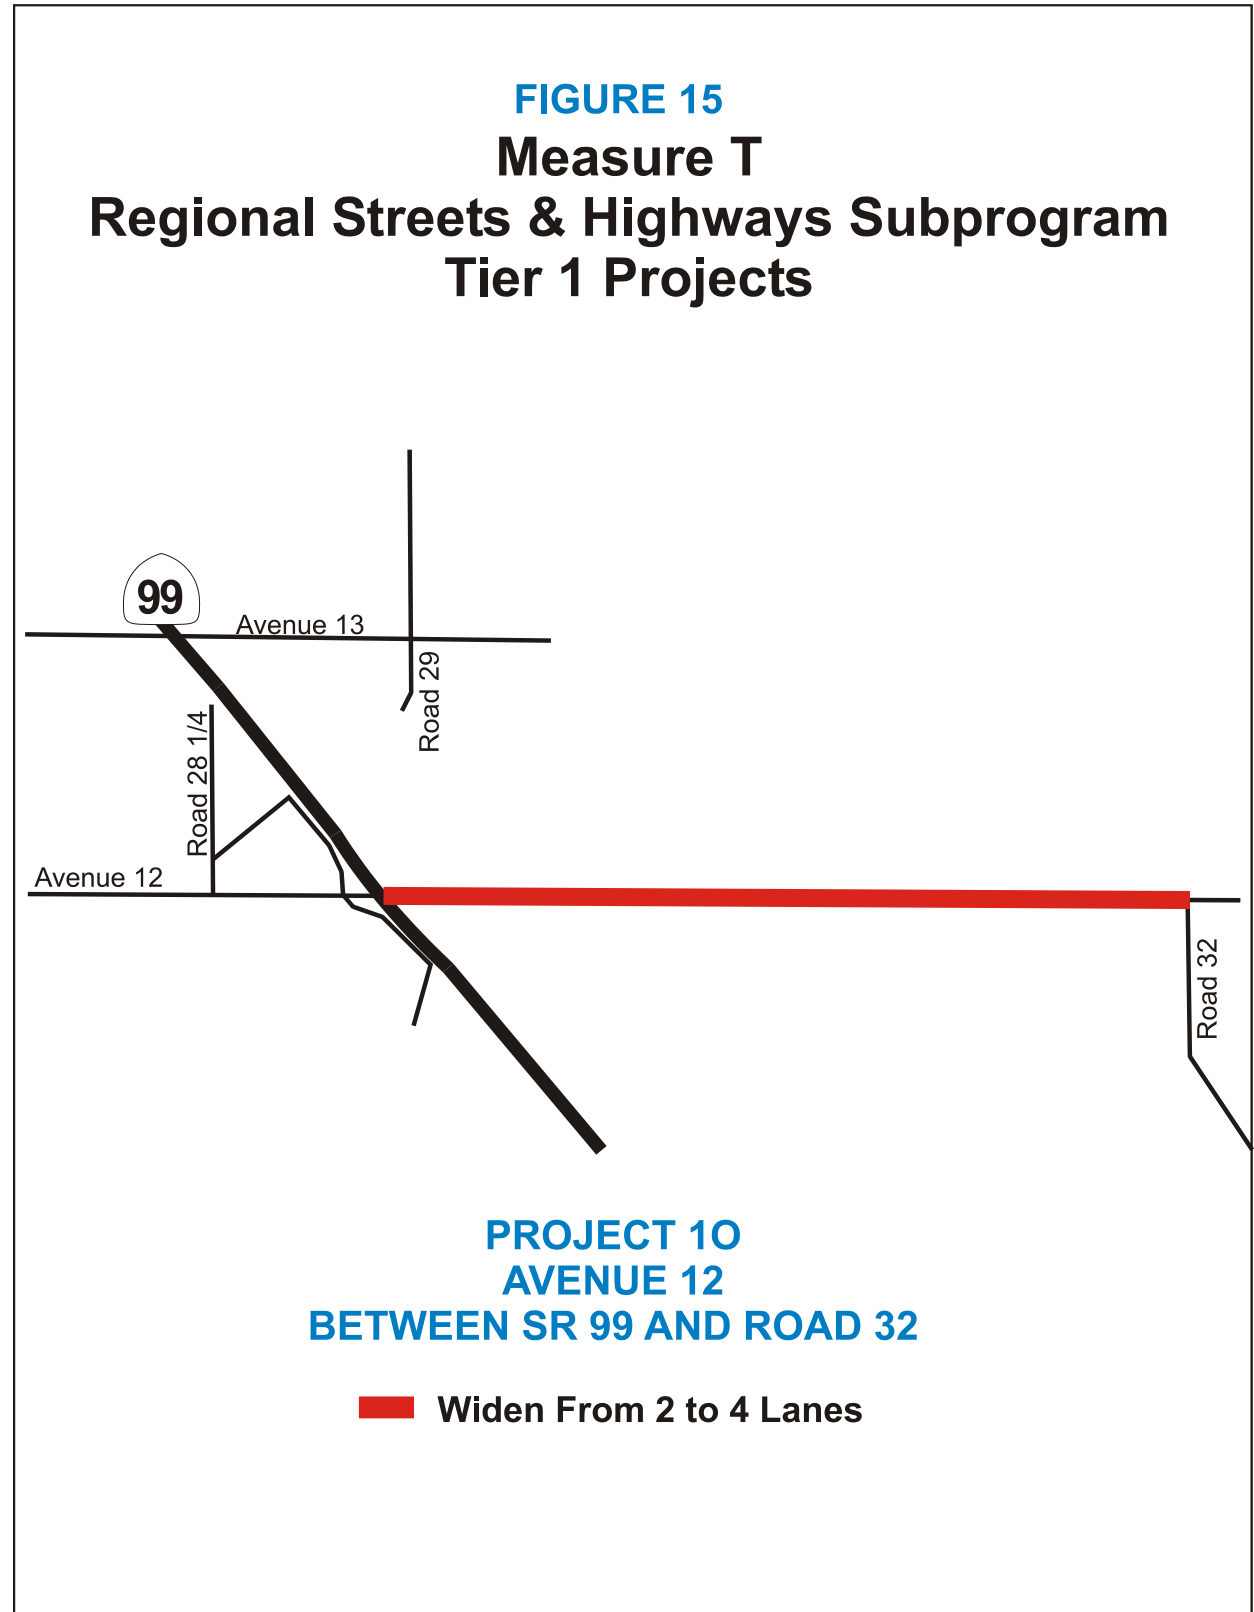 FIGURE 15
Measure T
Regional Streets & Highways Subprogram
Tier 1 Projects
99
Avenue 13
Road 29
Road 28 1/4
Avenue 12
Road 32
PROJECT 1O
AVENUE 12
BETWEEN SR 99 AND ROAD 32
Widen From 2 to 4 Lanes